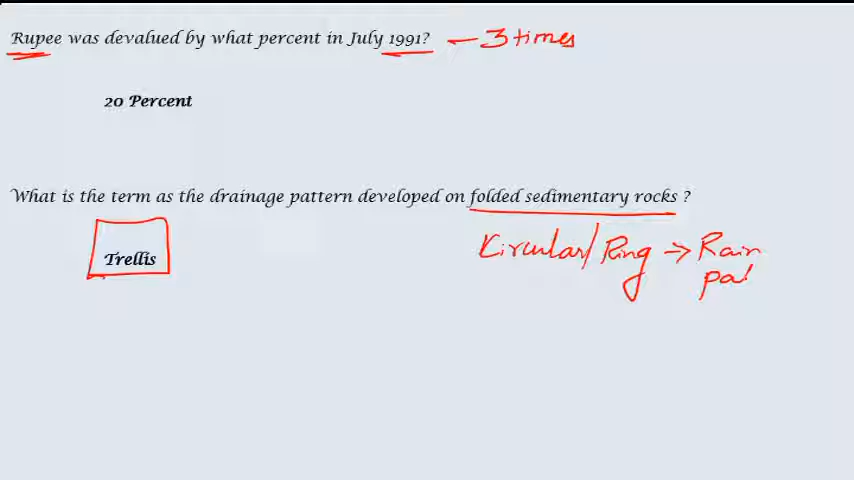 Rupee was devalued by what percent in July 1991? — 3 times
20 Percent
What is the term as the drainage pattern developed on folded sedimentary rocks ?
Trellis
Circular/Ring → Rain
pa